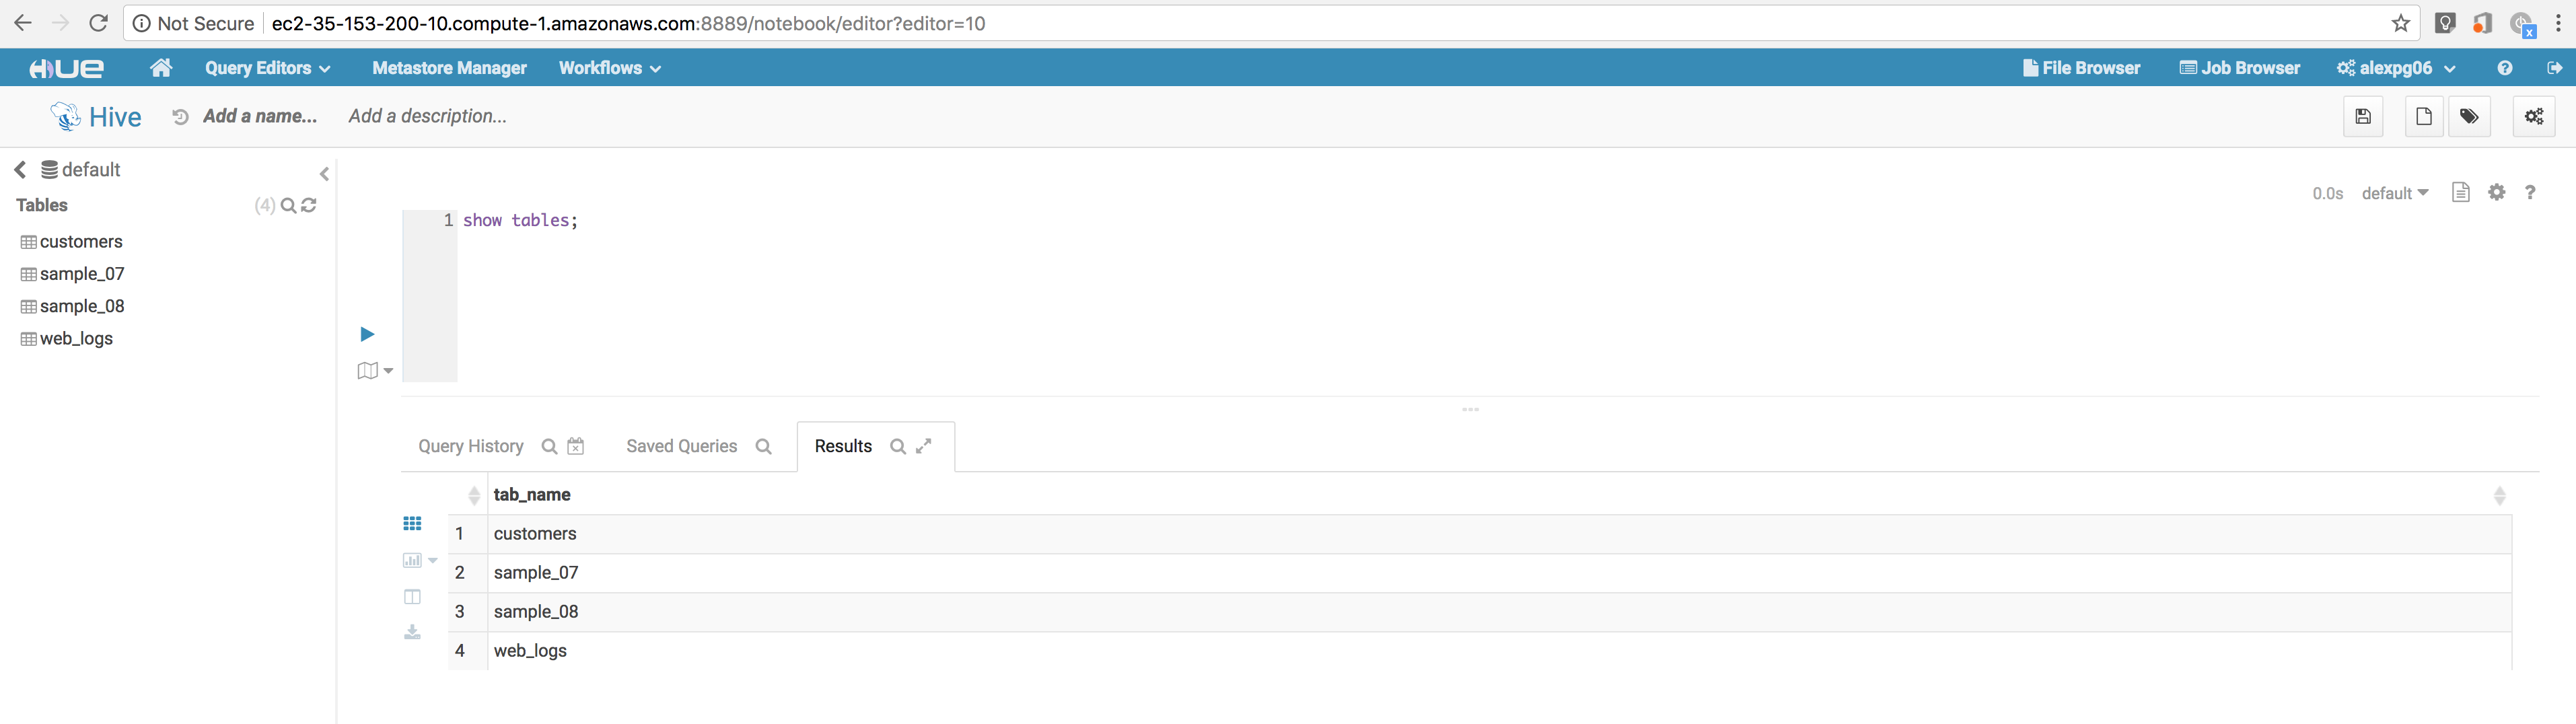 Not Secure ec2-35-153-200-10.compute-1.amazonaws.com:8889/notebook/editor?editor=10
HUE Query Editors Metastore Manager Workflows File Browser Job Browser alexpg06
Hive Add a name... Add a description...
default
Tables (4)
customers
sample_07
sample_08
web_logs
0.0s default ?
1 show tables;
Query History Saved Queries Results
tab_name
1 customers
2 sample_07
3 sample_08
4 web_logs